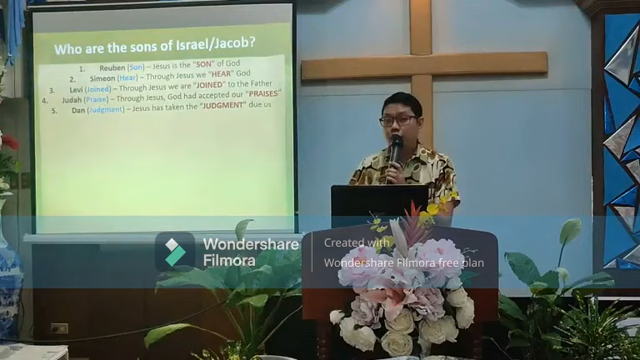 Who are the sons of Israel/Jacob?
1. Reuben (Son) – Jesus is the "SON" of God
2. Simeon (Hear) – Through Jesus we "HEAR" God
3. Levi (Joined) – Through Jesus we are "JOINED" to the Father
4. Judah (Praise) – Through Jesus, God had accepted our "PRAISES"
5. Dan (Judgment) – Jesus has taken the "JUDGMENT" due us
Wondershare
Filmora
Created with
Wondershare Filmora free plan